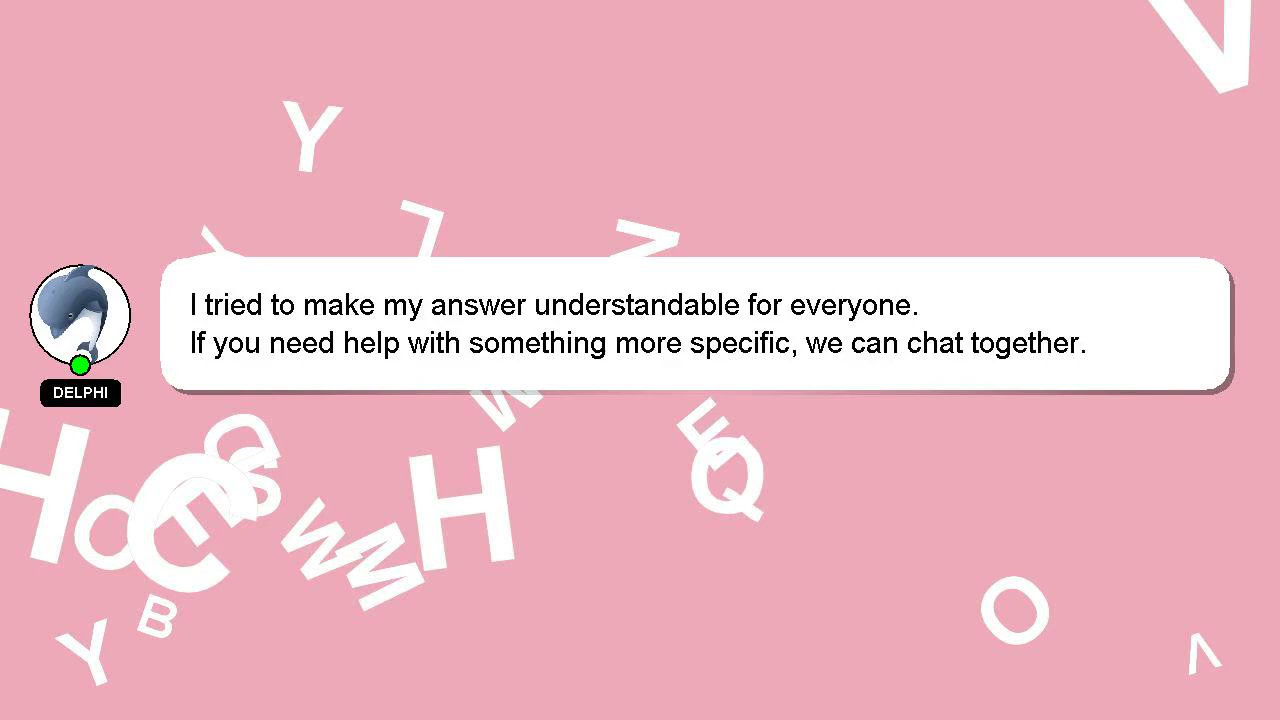 V
Y
L
Y
Z
I tried to make my answer understandable for everyone.
If you need help with something more specific, we can chat together.
DELPHI
W
E
Q
H
O
C
E
D
S
W
M
H
B
Y
O
V